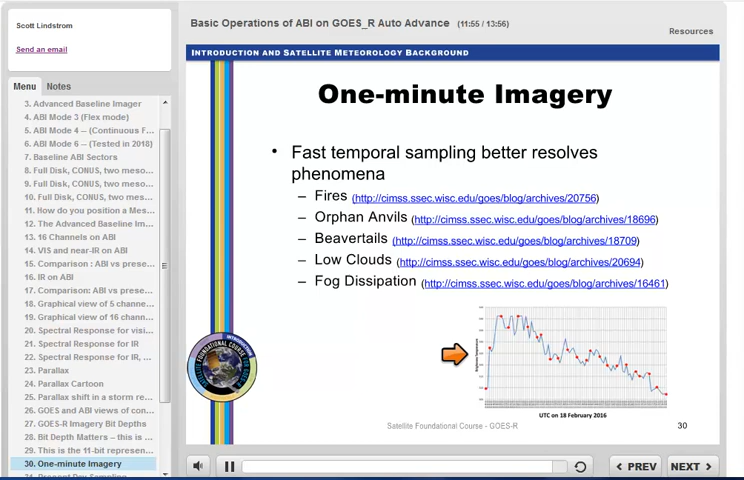 Scott Lindstrom
Send an email
Basic Operations of ABI on GOES_R Auto Advance (11:55 / 13:56)
Resources
Menu Notes
3. Advanced Baseline Imager
4. ABI Mode 3 (Flex mode)
5. ABI Mode 4 -- (Continuous F...
6. ABI Mode 6 -- (Tested in 2018)
7. Baseline ABI Sectors
8. Full Disk, CONUS, two meso...
9. Full Disk, CONUS, two meso...
10. Full Disk, CONUS, two mes...
11. How do you position a Mes...
12. The Advanced Baseline Im...
13. 16 Channels on ABI
14. VIS and near-IR on ABI
15. Comparison : ABI vs prese...
16. IR on ABI
17. Comparison: ABI vs prese...
18. Graphical view of 5 channe...
19. Graphical view of 16 chann...
20. Spectral Response for visi...
21. Spectral Response for IR
22. Spectral Response for IR, ...
23. Parallax
24. Parallax Cartoon
25. Parallax shift in a storm re...
26. GOES and ABI views of con...
27. GOES-R Imagery Bit Depths
28. Bit Depth Matters – this is ...
29. This is the 11-bit represen...
30. One-minute Imagery
INTRODUCTION AND SATELLITE METEOROLOGY BACKGROUND
One-minute Imagery
• Fast temporal sampling better resolves
phenomena
– Fires (http://cimss.ssec.wisc.edu/goes/blog/archives/20756)
– Orphan Anvils (http://cimss.ssec.wisc.edu/goes/blog/archives/18696)
– Beavertails (http://cimss.ssec.wisc.edu/goes/blog/archives/18709)
– Low Clouds (http://cimss.ssec.wisc.edu/goes/blog/archives/20694)
– Fog Dissipation (http://cimss.ssec.wisc.edu/goes/blog/archives/16461)
UTC on 18 February 2016
Satellite Foundational Course - GOES-R
30
< PREV
NEXT >